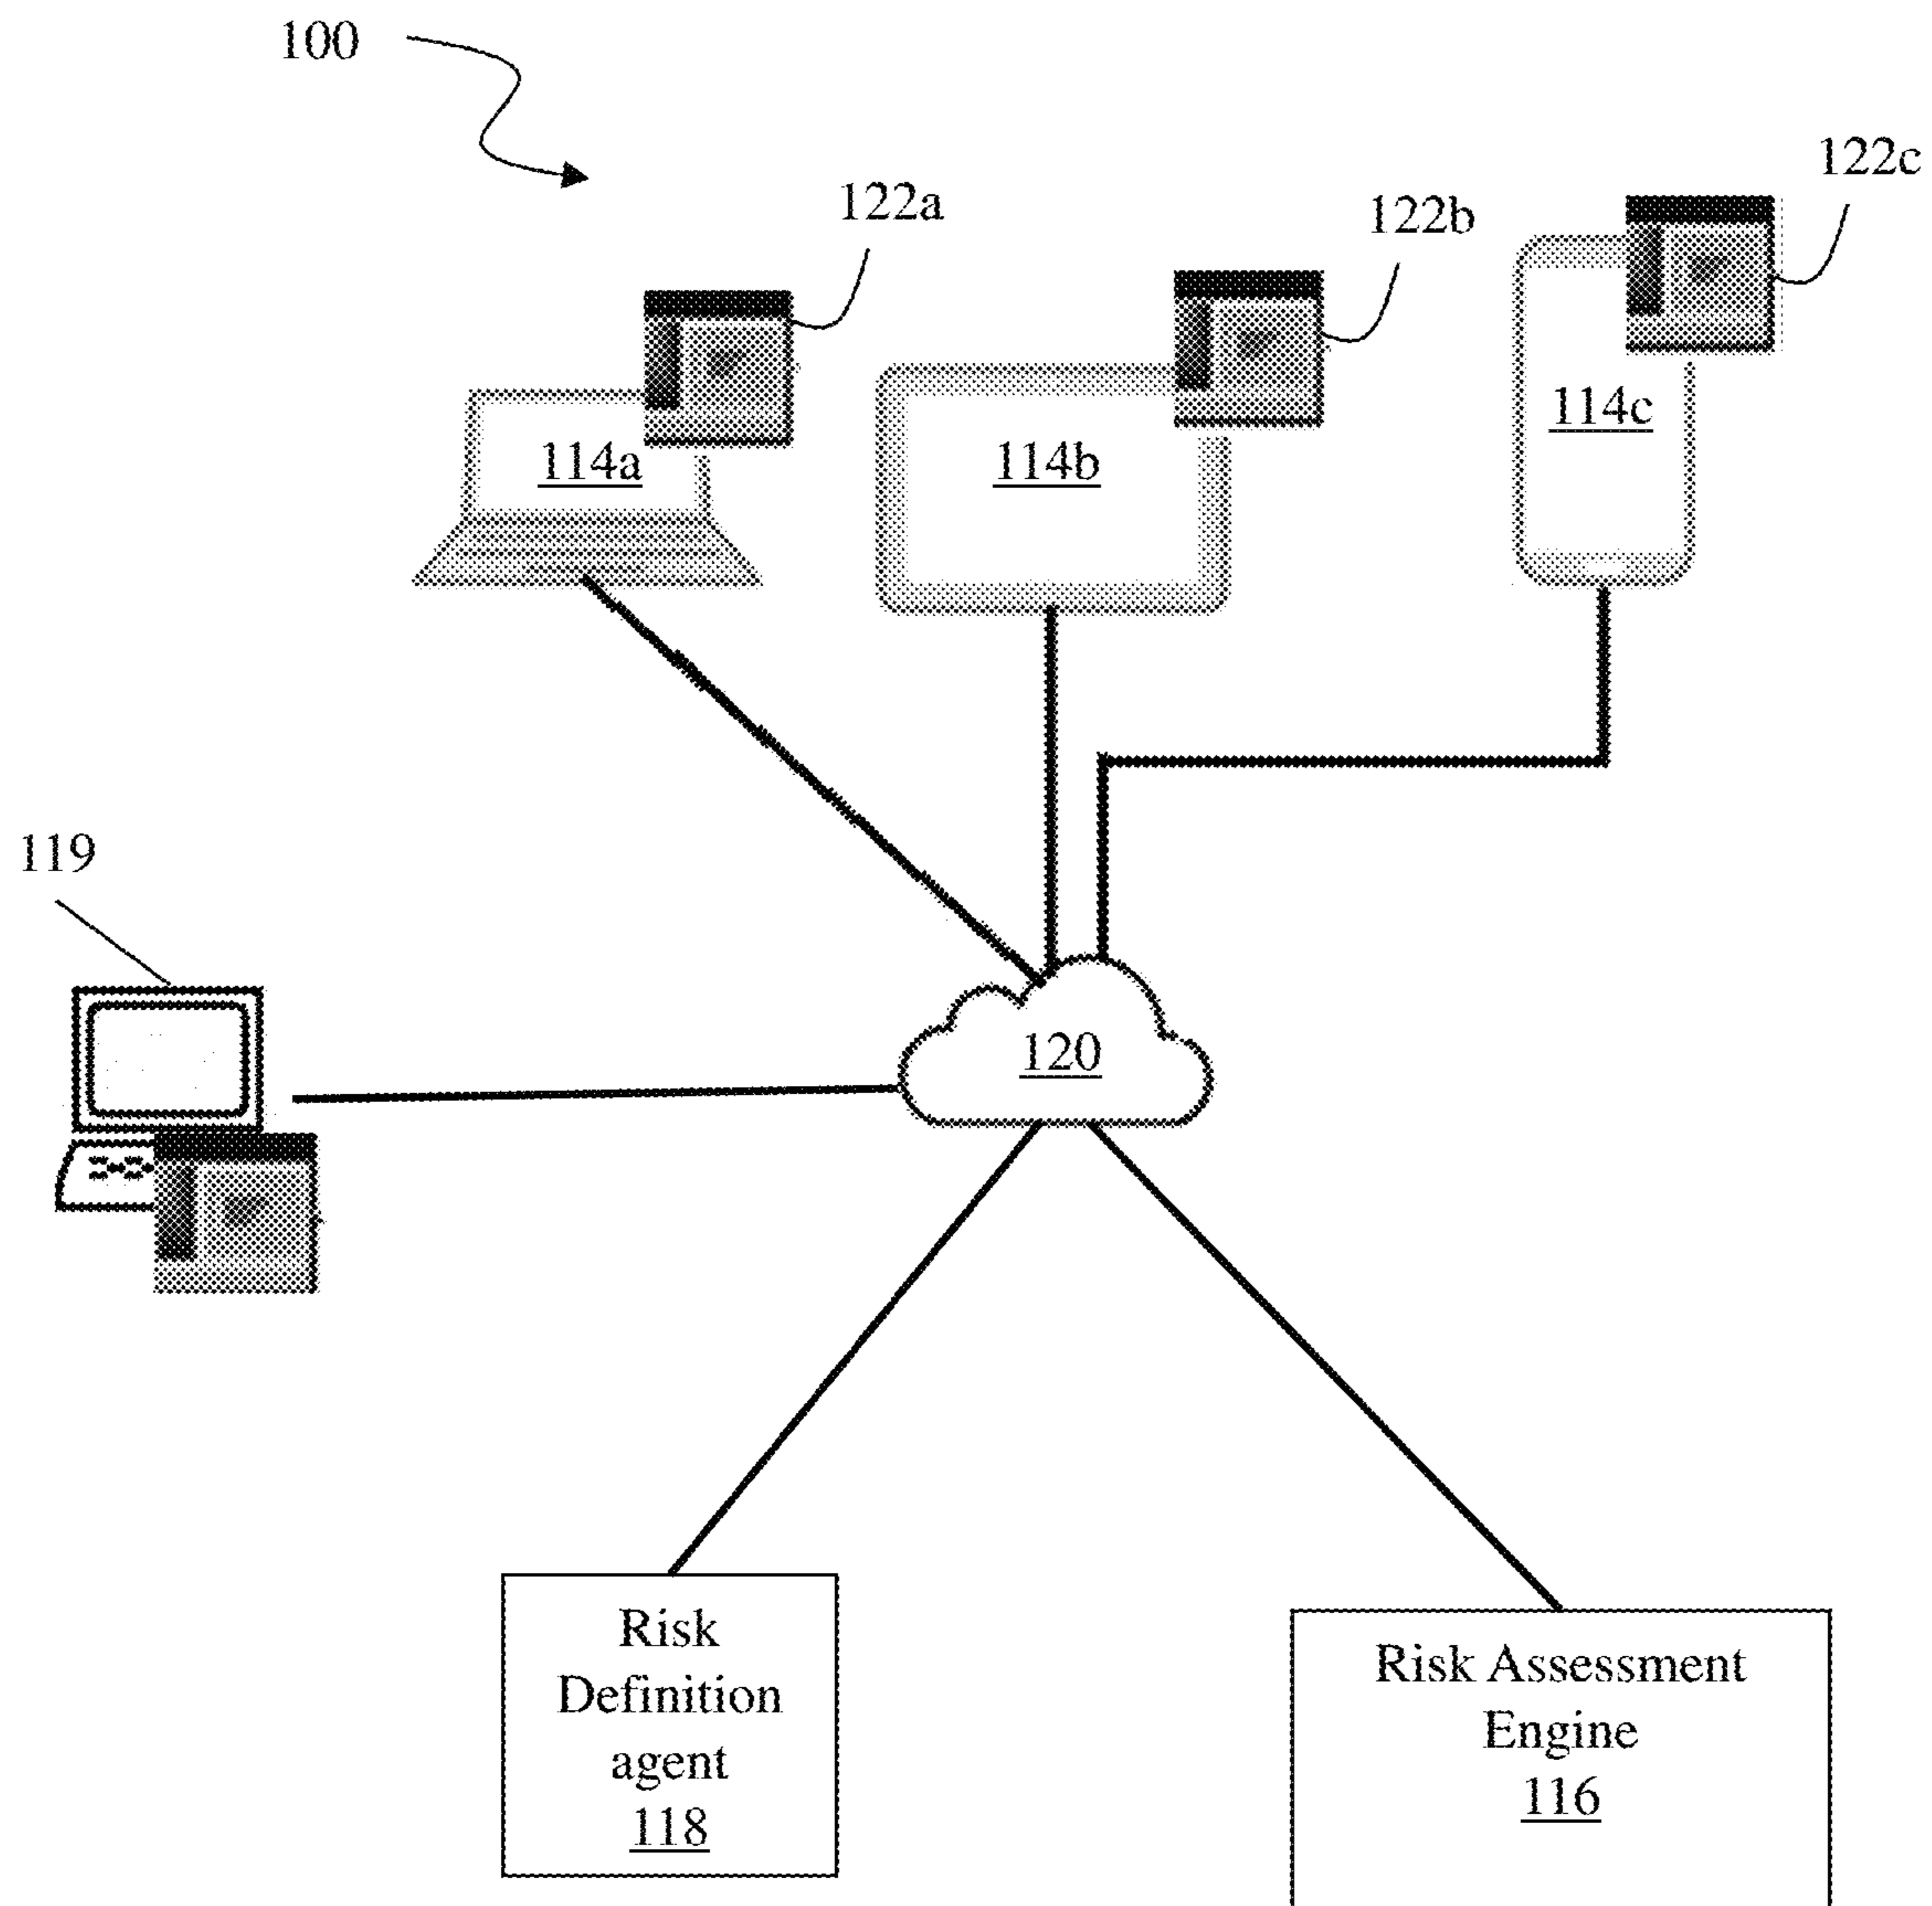 100
122c
122a
122b
114c
114a
114b
119
120
Risk
Definition
agent
118
Risk Assessment
Engine
116